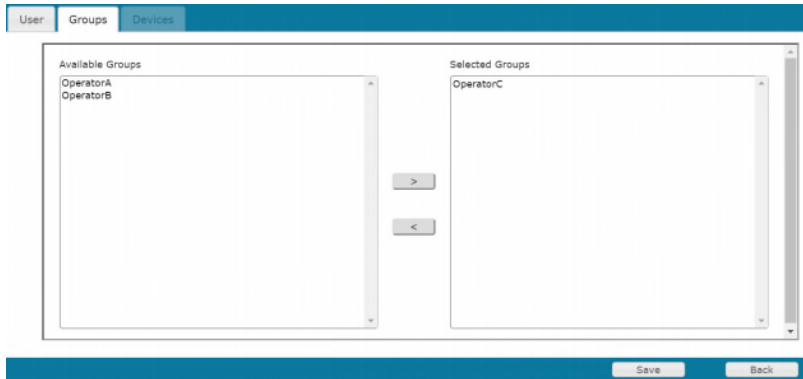 User Groups Devices
Available Groups Selected Groups
OperatorA OperatorC
OperatorB
>
<
Save Back